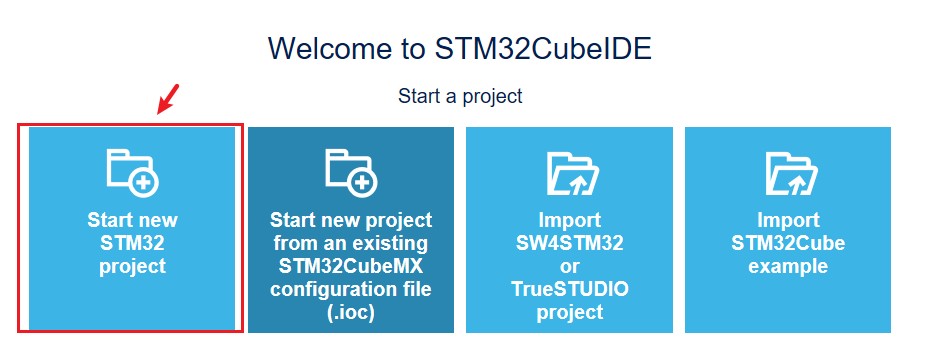 Welcome to STM32CubeIDE
Start a project
Start new
STM32
project
Start new project
from an existing
STM32CubeMX
configuration file
(.ioc)
Import
SW4STM32
or
TrueSTUDIO
project
Import
STM32Cube
example